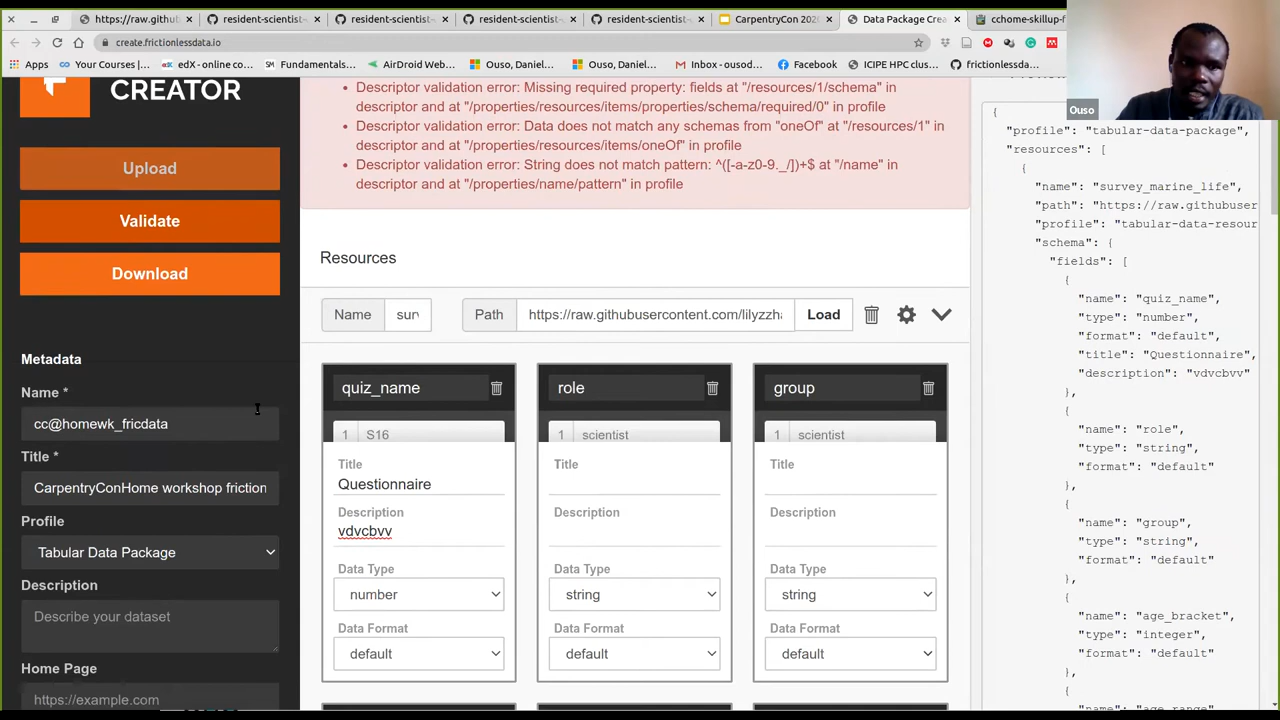 https://raw.githubu
resident-scientist-
resident-scientist-
resident-scientist-
resident-scientist-
CarpentryCon 2020
Data Package Crea
cchome-skillup-f
create.frictionlessdata.io
Apps
Your Courses |...
edX - online co...
Fundamentals...
AirDroid Web...
Ouso, Daniel...
Ouso, Daniel...
Inbox - ousod...
Facebook
ICIPE HPC clus...
frictionlessda...
Ouso
CREATOR
Upload
Validate
Download
Metadata
Name *
cc@homewk_fricdata
Title *
CarpentryConHome workshop friction
Profile
Tabular Data Package
Description
Describe your dataset
Home Page
https://example.com
Descriptor validation error: Missing required property: fields at "/resources/1/schema" in
descriptor and at "/properties/resources/items/properties/schema/required/0" in profile
Descriptor validation error: Data does not match any schemas from "oneOf" at "/resources/1"
in descriptor and at "/properties/resources/items/oneOf" in profile
Descriptor validation error: String does not match pattern: ^([-a-z0-9._/])+$ at "/name" in
descriptor and at "/properties/name/pattern" in profile
Resources
Name
sur
Path
https://raw.githubusercontent.com/lilyzzha
Load
quiz_name
1 S16
Title
Questionnaire
Description
vdvcbvv
Data Type
number
Data Format
default
role
1 scientist
Title
Description
Data Type
string
Data Format
default
group
1 scientist
Title
Description
Data Type
string
Data Format
default
{
"profile": "tabular-data-package",
"resources": [
{
"name": "survey_marine_life",
"path": "https://raw.githubuser
"profile": "tabular-data-resour
"schema": {
"fields": [
{
"name": "quiz_name",
"type": "number",
"format": "default",
"title": "Questionnaire",
"description": "vdvcbvv"
},
{
"name": "role",
"type": "string",
"format": "default"
},
{
"name": "group",
"type": "string",
"format": "default"
},
{
"name": "age_bracket",
"type": "integer",
"format": "default"
},
{
"name": "age_range",